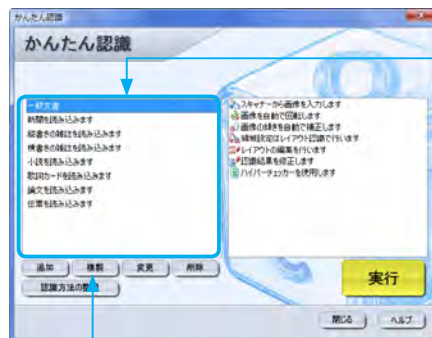 かんたん認識
かんたん認識
一般文書
新聞を読み込みます
縦書きの雑誌を読み込みます
横書きの雑誌を読み込みます
小説を読み込みます
歌詞カードを読み込みます
論文を読み込みます
伝票を読み込みます
スキャナーから画像を入力します
画像を自動で回転します
画像の傾きを自動で補正します
領域設定はレイアウト認識で行います
レイアウトの編集を行います
認識結果を修正します
ハイパーチェッカーを使用します
追加 複製 変更 削除
認識方法の
実行
閉じる ヘルプ